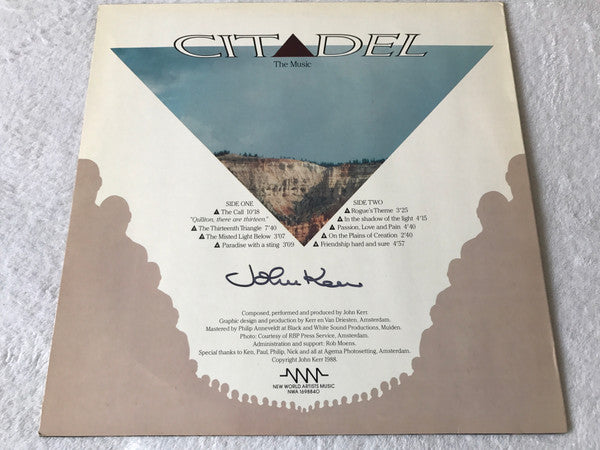 CITADEL
The Music
SIDE ONE
The Call 10'18
"Quillion, there are thirteen."
The Thirteenth Triangle 7'40
The Misted Light Below 3'07
Paradise with a sting 3'09
SIDE TWO
Rogue's Theme 3'25
In the shadow of the light 4'15
Passion, Love and Pain 4'40
On the Plains of Creation 2'40
Friendship hard and sure 4'57
John Kerr
Composed, performed and produced by John Kerr.
Graphic design and production by Kerr en Van Driesten, Amsterdam.
Mastered by Philip Anneveldt at Black and White Sound Productions, Muiden.
Photo: Courtesy of RBP Press Service, Amsterdam.
Administration and support: Rob Moens.
Special thanks to Ken, Paul, Philip, Nick and all at Agema Photosetting, Amsterdam.
Copyright John Kerr 1988.
NEW WORLD ARTISTS MUSIC
NWA 1698840